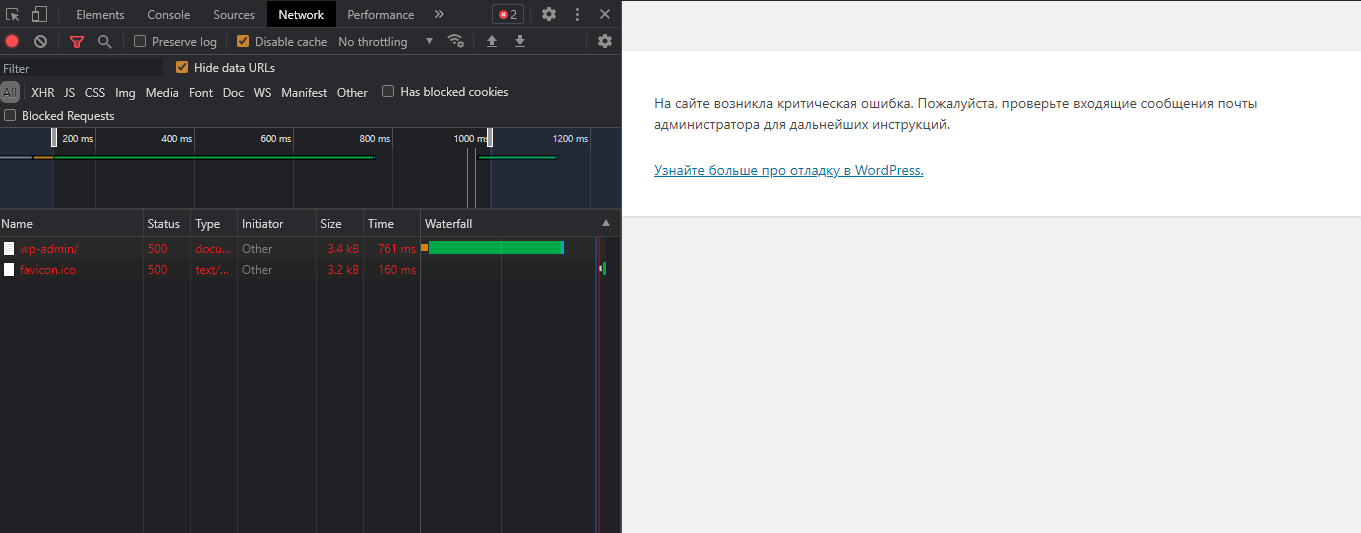 Elements Console Sources Network Performance 2
Preserve log Disable cache No throttling
Filter Hide data URLs
All XHR JS CSS Img Media Font Doc WS Manifest Other Has blocked cookies
Blocked Requests
200 ms 400 ms 600 ms 800 ms 1000 ms 1200 ms
Name Status Type Initiator Size Time Waterfall
wp-admin/ 500 docu... Other 3.4 kB 761 ms
favicon.ico 500 text/... Other 3.2 kB 160 ms
На сайте возникла критическая ошибка. Пожалуйста, проверьте входящие сообщения почты
администратора для дальнейших инструкций.
Узнайте больше про отладку в WordPress.